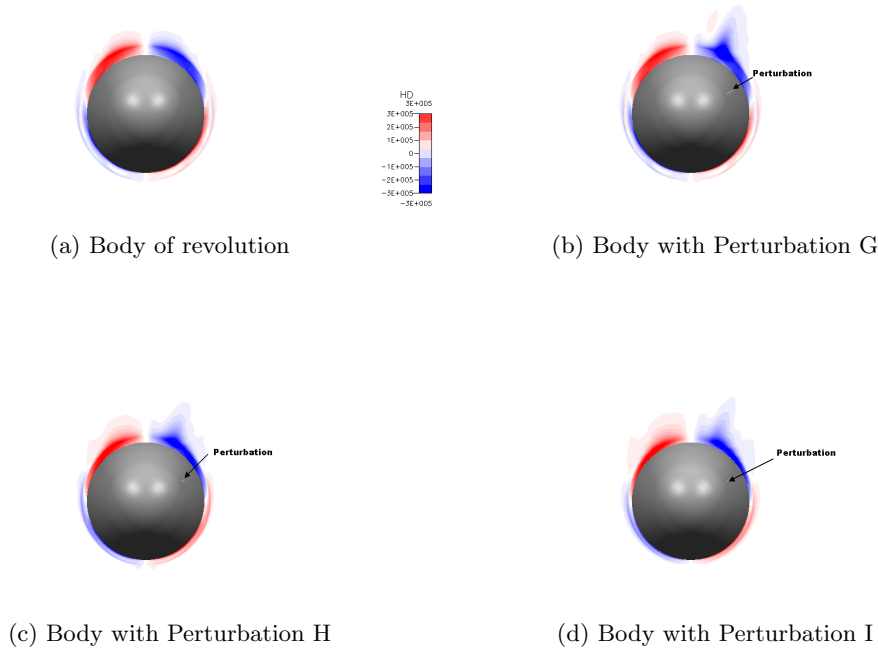 Perturbation
HD
3E+005
3E+005
2E+005
1E+005
0
-1E+005
-2E+005
-3E+005
-3E+005
(a) Body of revolution
(b) Body with Perturbation G
Perturbation
Perturbation
(c) Body with Perturbation H
(d) Body with Perturbation I